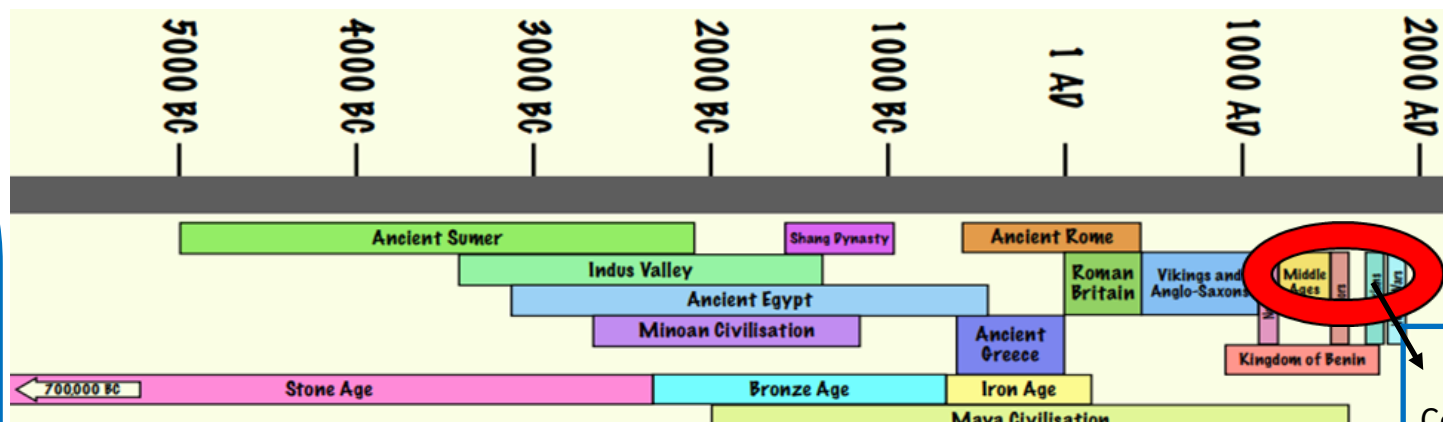 5000 BC
4000 BC
3000 BC
2000 BC
1000 BC
1 AD
1000 AD
2000 AD
Ancient Sumer
Shang Dynasty
Ancient Rome
Indus Valley
Roman
Britain
Vikings and
Anglo-Saxons
Middle
Ages
Ancient Egypt
Minoan Civilisation
Ancient
Greece
Kingdom of Benin
700,000 BC
Stone Age
Bronze Age
Iron Age
Maya Civilisation